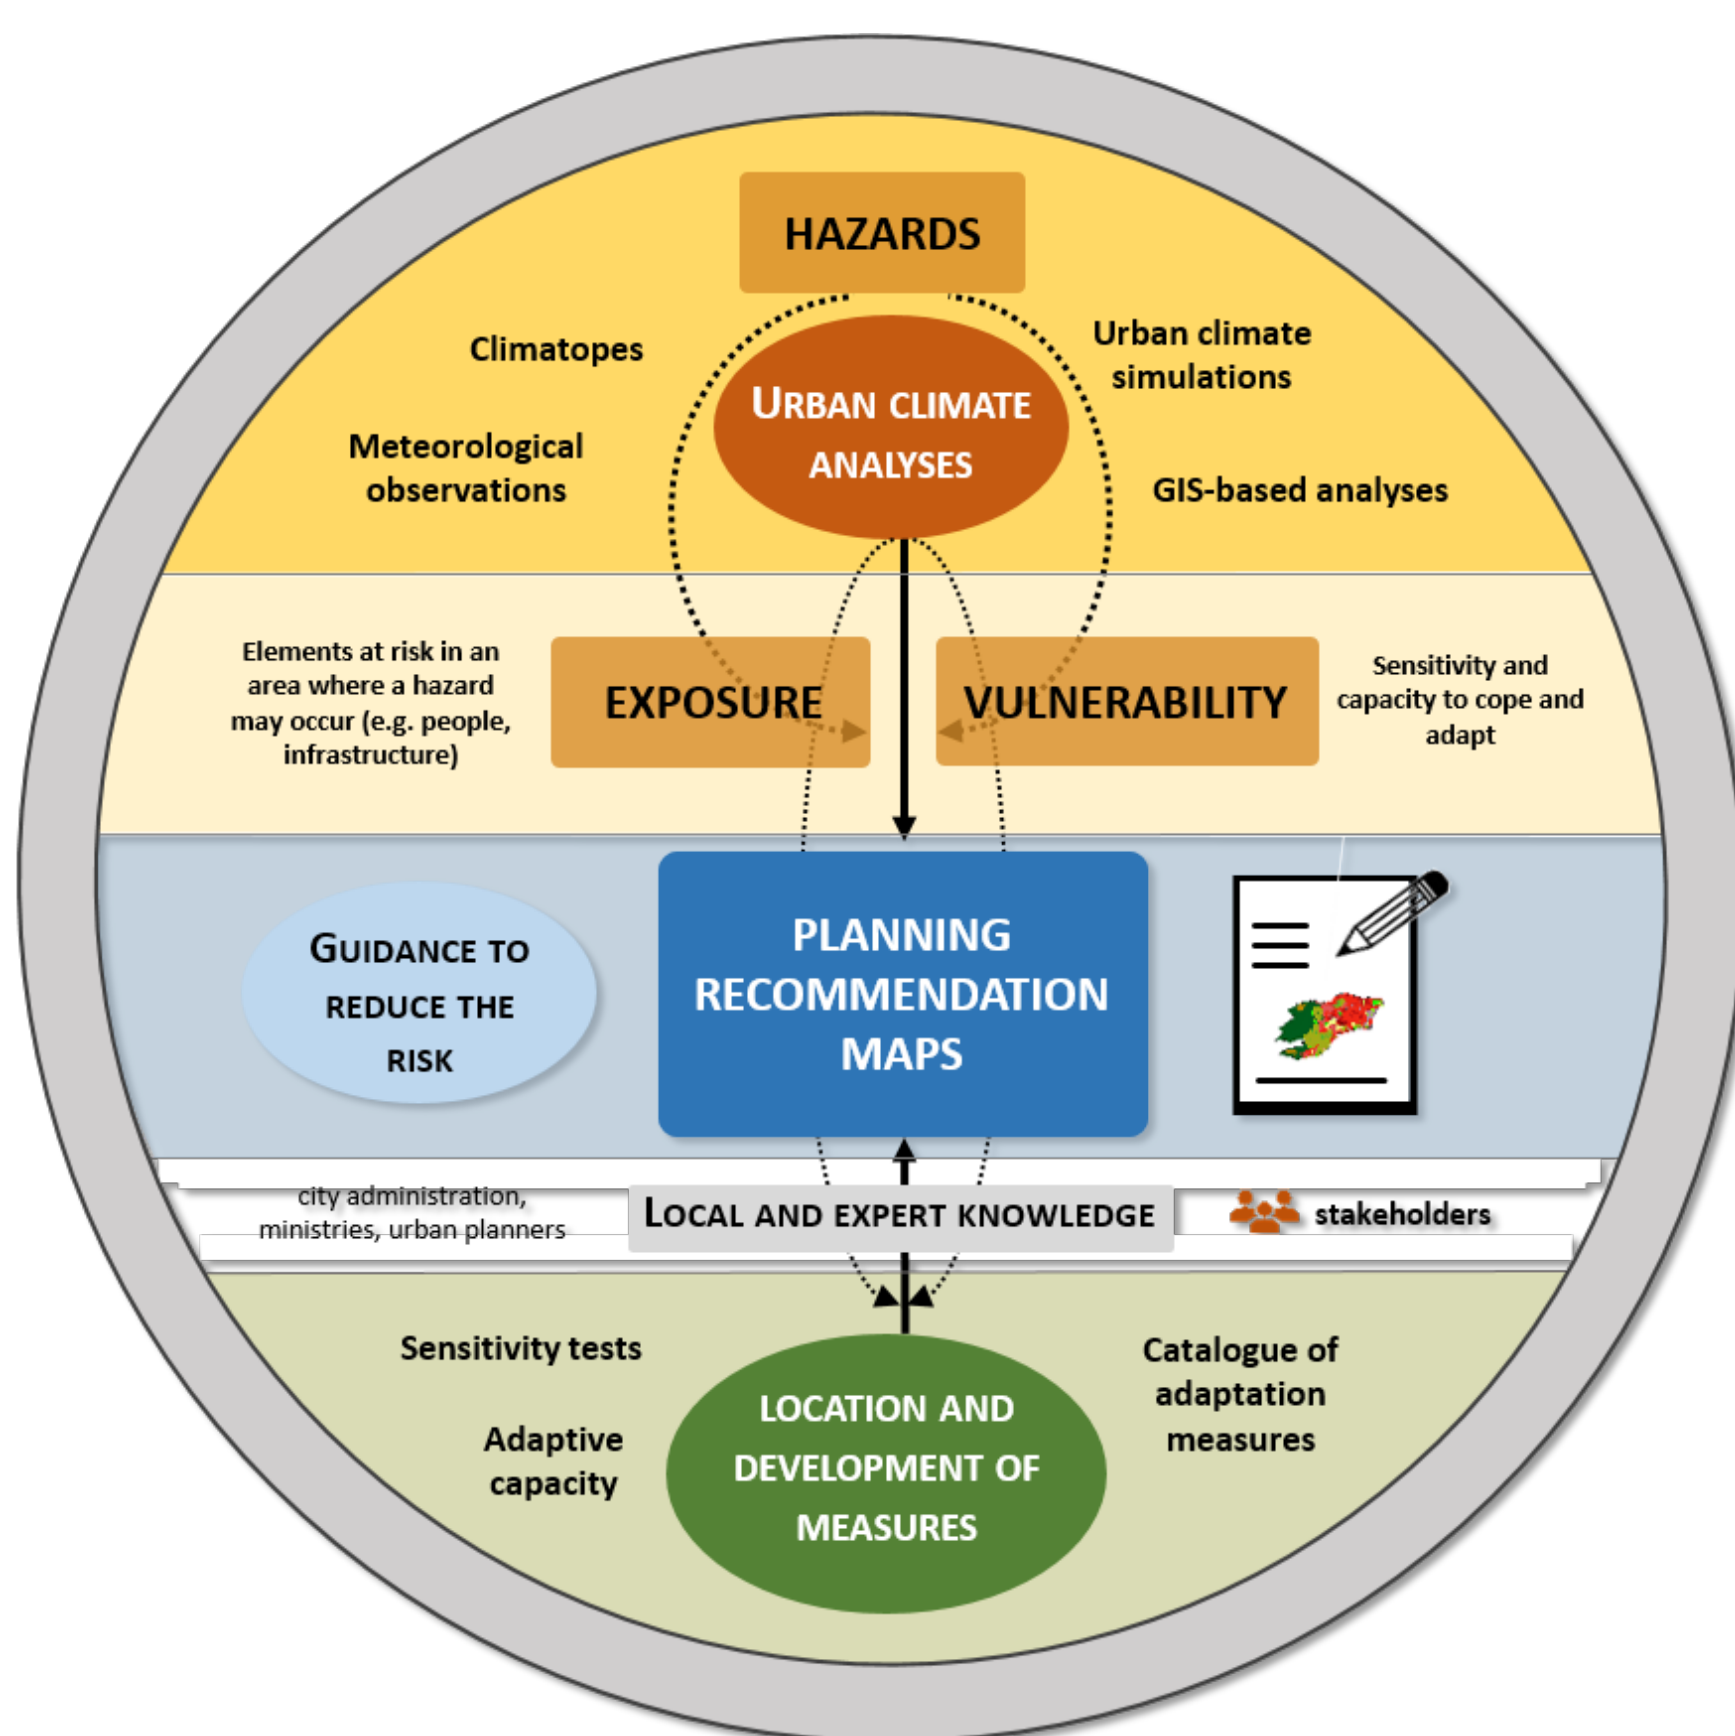 HAZARDS
Climatopes
Urban climate
simulations
URBAN CLIMATE
ANALYSES
Meteorological
observations
GIS-based analyses
Elements at risk in an
area where a hazard
may occur (e.g. people,
infrastructure)
EXPOSURE
VULNERABILITY
Sensitivity and
capacity to cope and
adapt
GUIDANCE TO
REDUCE THE
RISK
PLANNING
RECOMMENDATION
MAPS
city administration,
ministries, urban planners
LOCAL AND EXPERT KNOWLEDGE
stakeholders
Sensitivity tests
Adaptive
capacity
LOCATION AND
DEVELOPMENT OF
MEASURES
Catalogue of
adaptation
measures